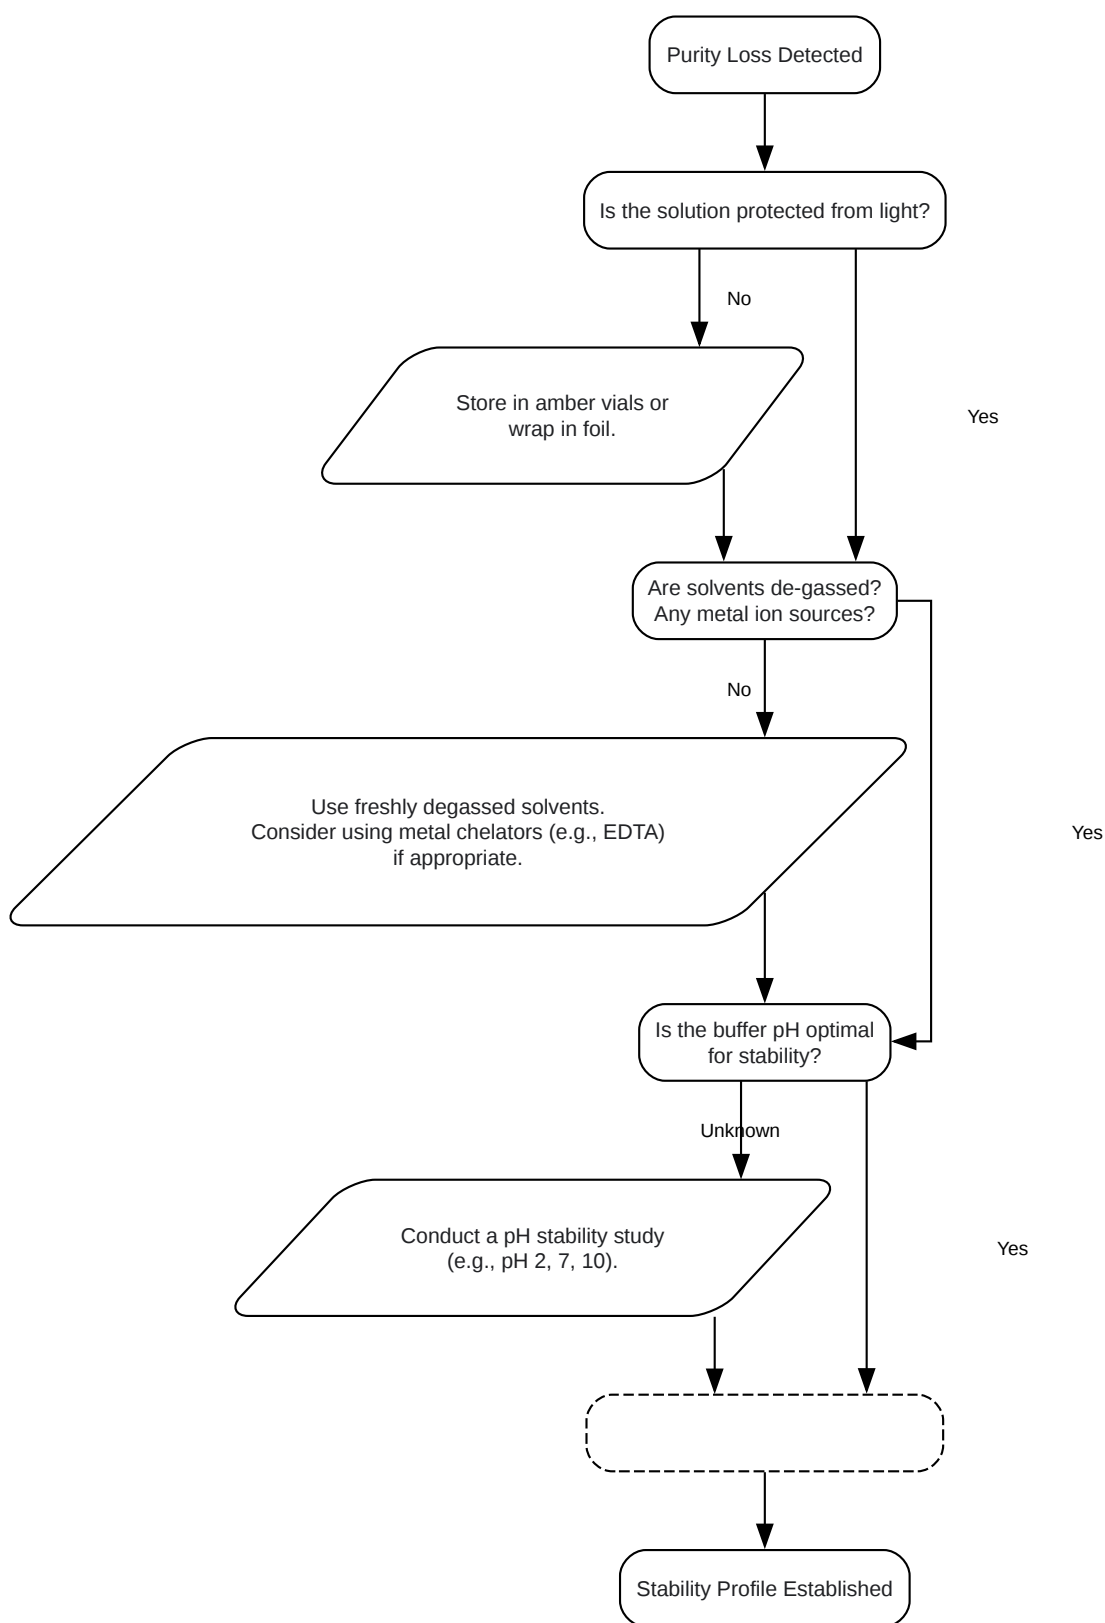 Purity Loss Detected
Is the solution protected from light?
No
Store in amber vials or
wrap in foil.
Yes
Are solvents de-gassed?
Any metal ion sources?
No
Use freshly degassed solvents.
Consider using metal chelators (e.g., EDTA)
if appropriate.
Yes
Is the buffer pH optimal
for stability?
Unknown
Conduct a pH stability study
(e.g., pH 2, 7, 10).
Yes
Stability Profile Established